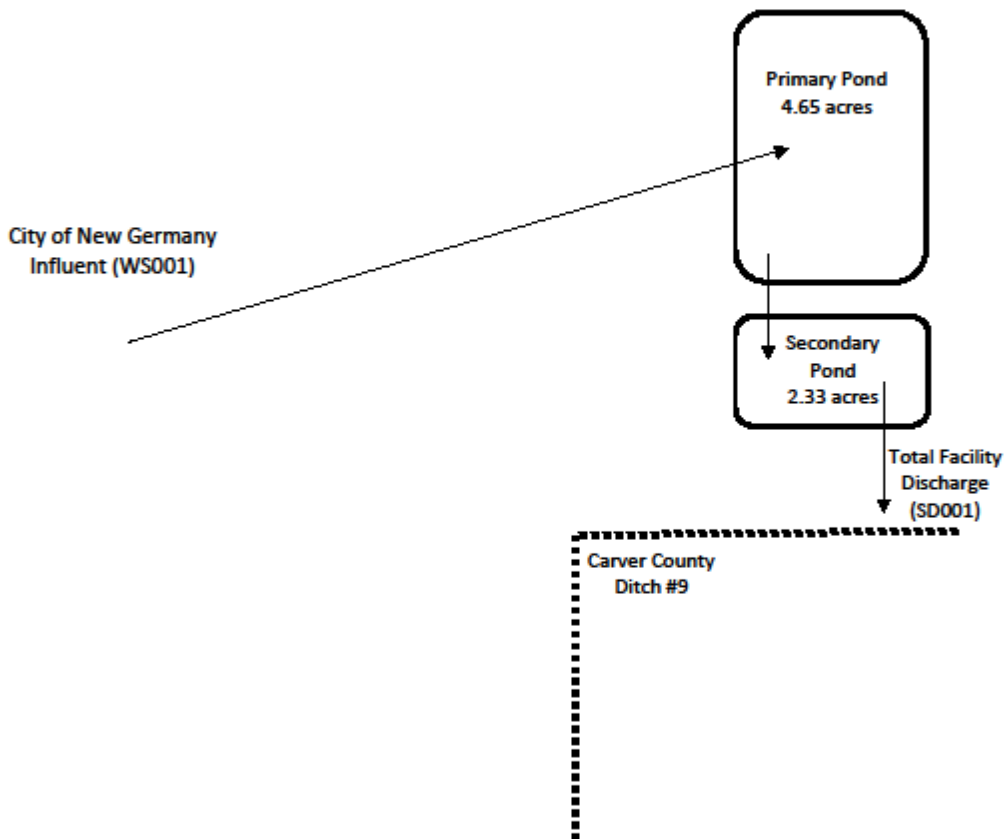 Primary Pond
4.65 acres
City of New Germany
Influent (WS001)
Secondary
Pond
2.33 acres
Total Facility
Discharge
(SD001)
Carver County
Ditch #9